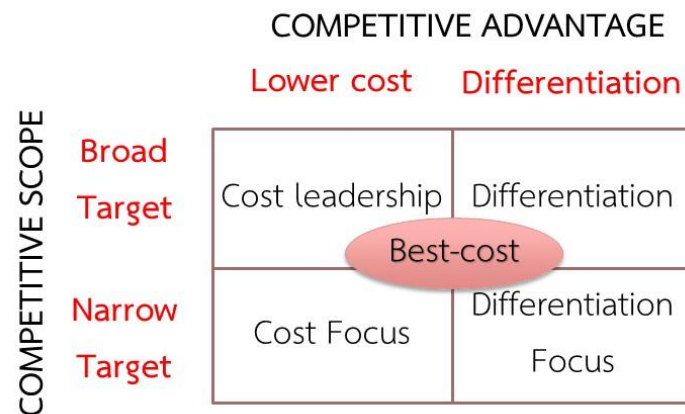 COMPETITIVE ADVANTAGE
Lower cost Differentiation
COMPETITIVE SCOPE
Broad
Target
Cost leadership Differentiation
Best-cost
Narrow
Target
Cost Focus
Differentiation
Focus